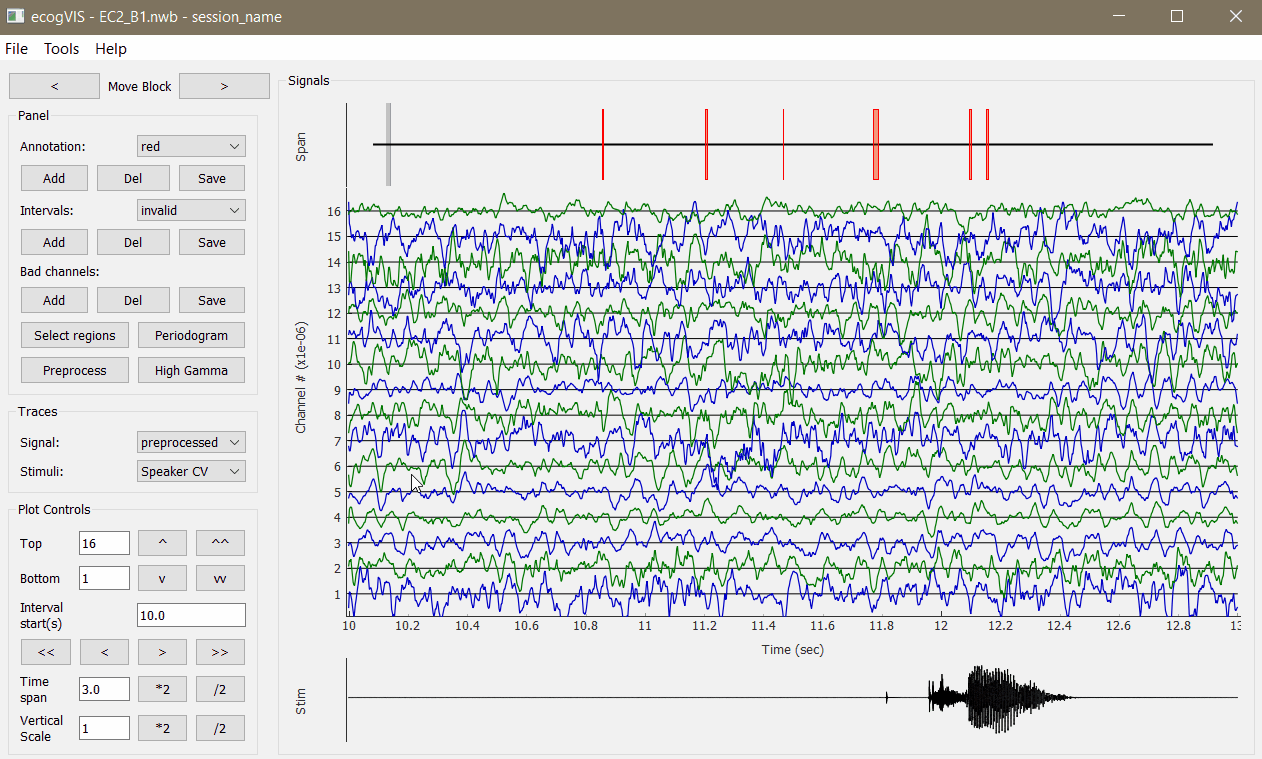 ecogVIS - EC2_B1.nwb - session_name
File Tools Help
< Move Block >
Panel
Annotation: red
Add Del Save
Intervals: invalid
Add Del Save
Bad channels:
Add Del Save
Select regions Periodogram
Preprocess High Gamma
Traces
Signal: preprocessed
Stimuli: Speaker CV
Plot Controls
Top 16 ^ ^^
Bottom 1 v vv
Interval
start(s) 10.0
<< < > >>
Time
span 3.0 *2 /2
Vertical
Scale 1 *2 /2
Signals
Span
Channel # (x1e-06)
16
15
14
13
12
11
10
9
8
7
6
5
4
3
2
1
10 10.2 10.4 10.6 10.8 11 11.2 11.4 11.6 11.8 12 12.2 12.4 12.6 12.8 13
Time (sec)
Stim